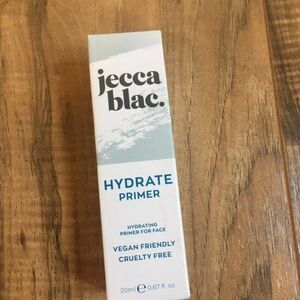 jecca
blac.
HYDRATE
PRIMER
HYDRATING
PRIMER FOR FACE
VEGAN FRIENDLY
CRUELTY FREE
20ml ℮ 0.67 fl. oz.